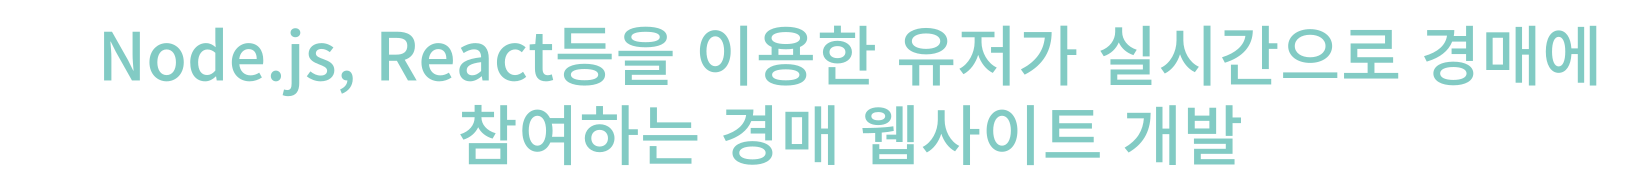 Node.js, React등을 이용한 유저가 실시간으로 경매에
참여하는 경매 웹사이트 개발